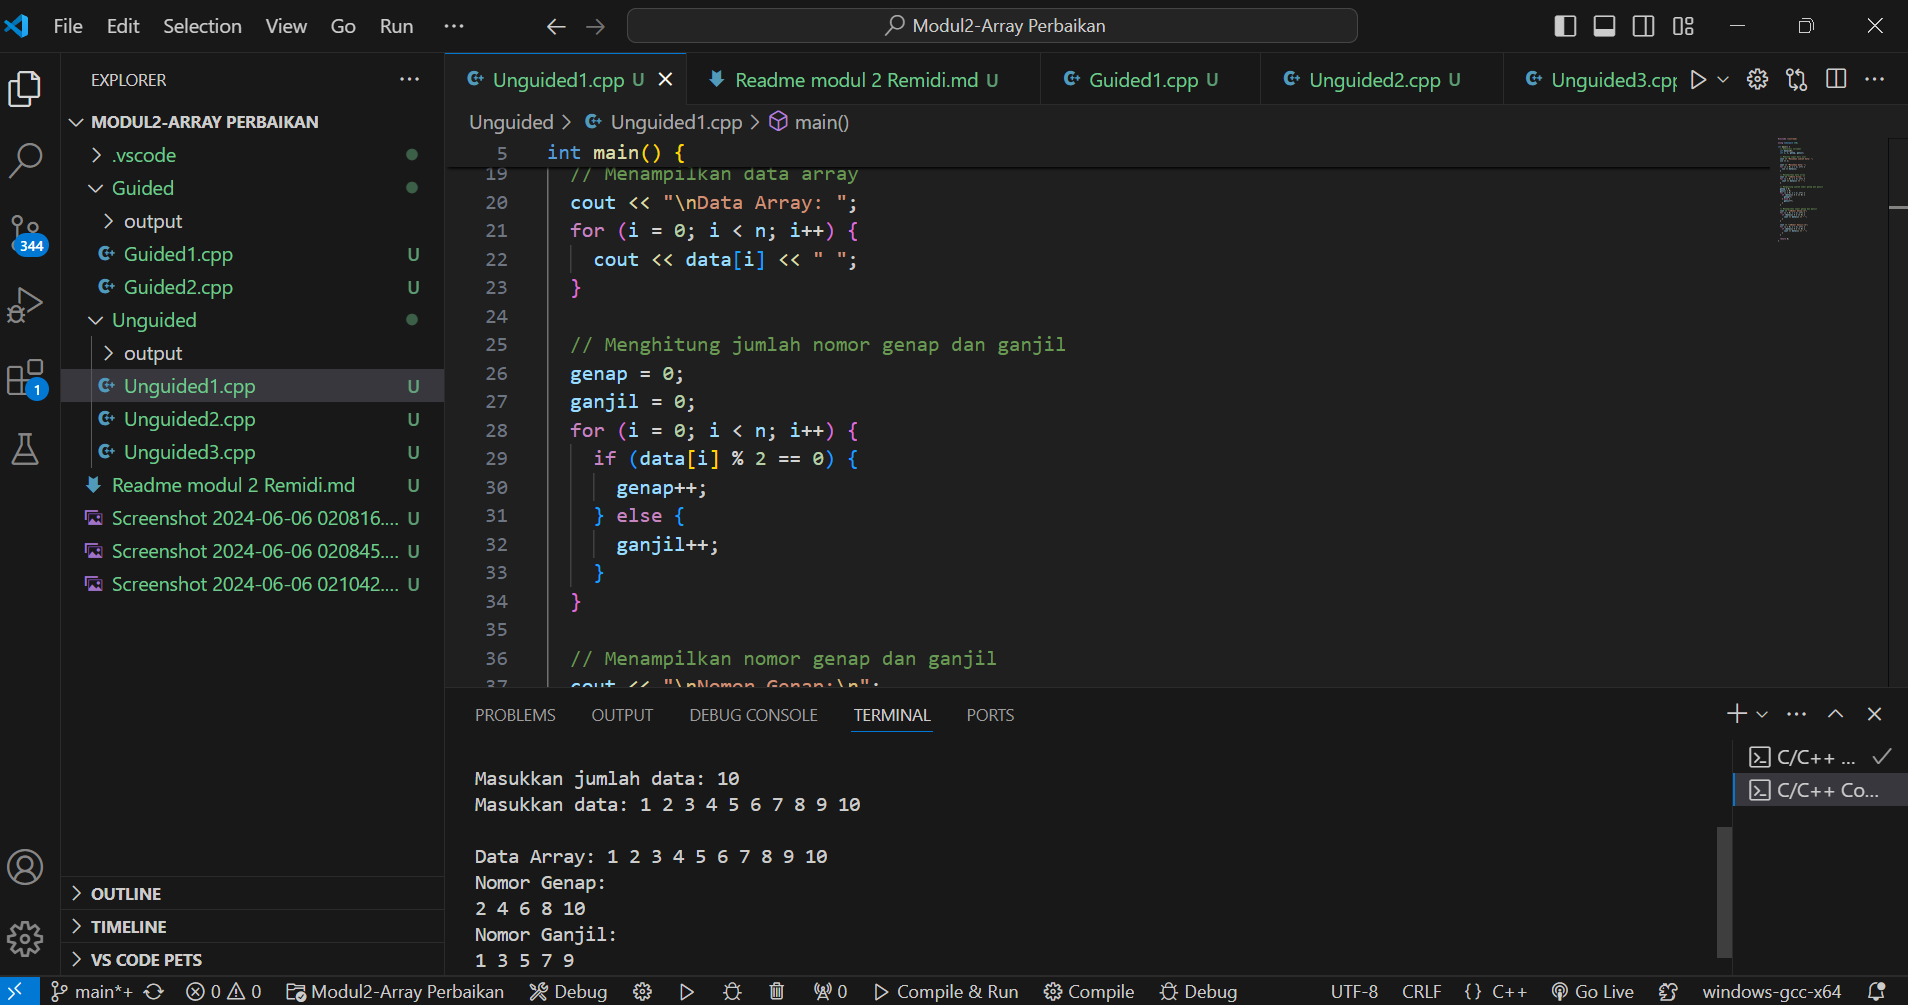 File Edit Selection View Go Run ··· Modul2-Array Perbaikan
EXPLORER ···
Unguided1.cpp U Readme modul 2 Remidi.md U Guided1.cpp U Unguided2.cpp U Unguided3.cpp
Unguided > Unguided1.cpp > main()
MODUL2-ARRAY PERBAIKAN
.vscode
Guided
output
Guided1.cpp U
Guided2.cpp U
Unguided
output
Unguided1.cpp U
Unguided2.cpp U
Unguided3.cpp U
Readme modul 2 Remidi.md U
Screenshot 2024-06-06 020816.... U
Screenshot 2024-06-06 020845.... U
Screenshot 2024-06-06 021042.... U
344
1
OUTLINE
TIMELINE
VS CODE PETS
5 int main() {
19 // Menampilkan data array
20 cout << "\nData Array: ";
21 for (i = 0; i < n; i++) {
22 cout << data[i] << " ";
23 }
24
25 // Menghitung jumlah nomor genap dan ganjil
26 genap = 0;
27 ganjil = 0;
28 for (i = 0; i < n; i++) {
29 if (data[i] % 2 == 0) {
30 genap++;
31 } else {
32 ganjil++;
33 }
34 }
35
36 // Menampilkan nomor genap dan ganjil
37 cout << "\nNomor Genap:\n";
PROBLEMS OUTPUT DEBUG CONSOLE TERMINAL PORTS
Masukkan jumlah data: 10
Masukkan data: 1 2 3 4 5 6 7 8 9 10
Data Array: 1 2 3 4 5 6 7 8 9 10
Nomor Genap:
2 4 6 8 10
Nomor Ganjil:
1 3 5 7 9
C/C++ ...
C/C++ Co...
main*+ 0 0 Modul2-Array Perbaikan Debug 0 Compile & Run Compile Debug UTF-8 CRLF {} C++ Go Live windows-gcc-x64